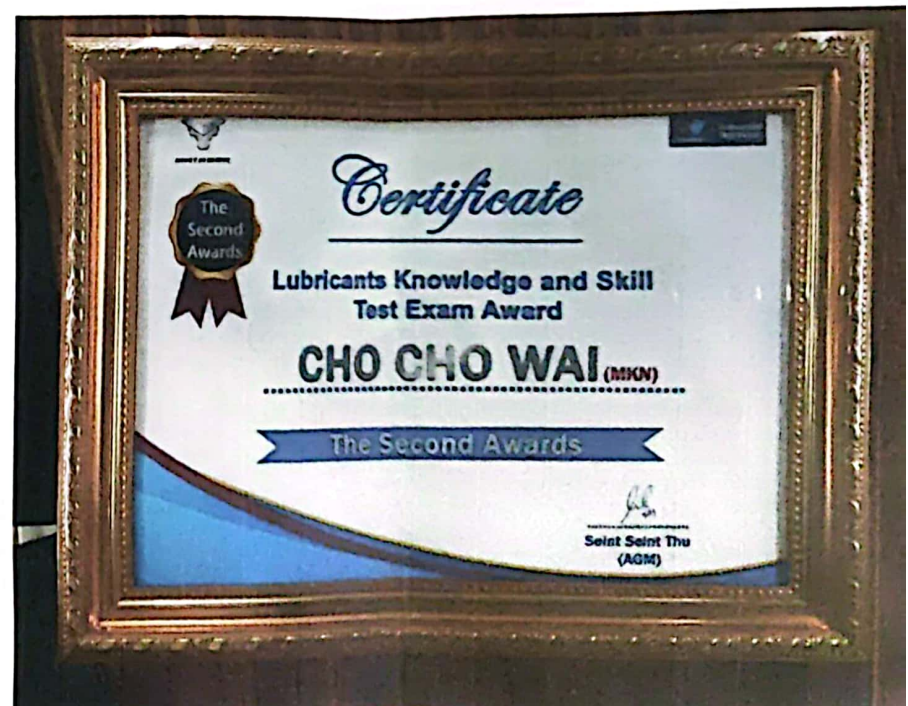 The
Second
Awards
Certificate
Lubricants Knowledge and Skill
Test Exam Award
CHO CHO WAI (MKN)
The Second Awards
Seint Seint Thu
(AGM)